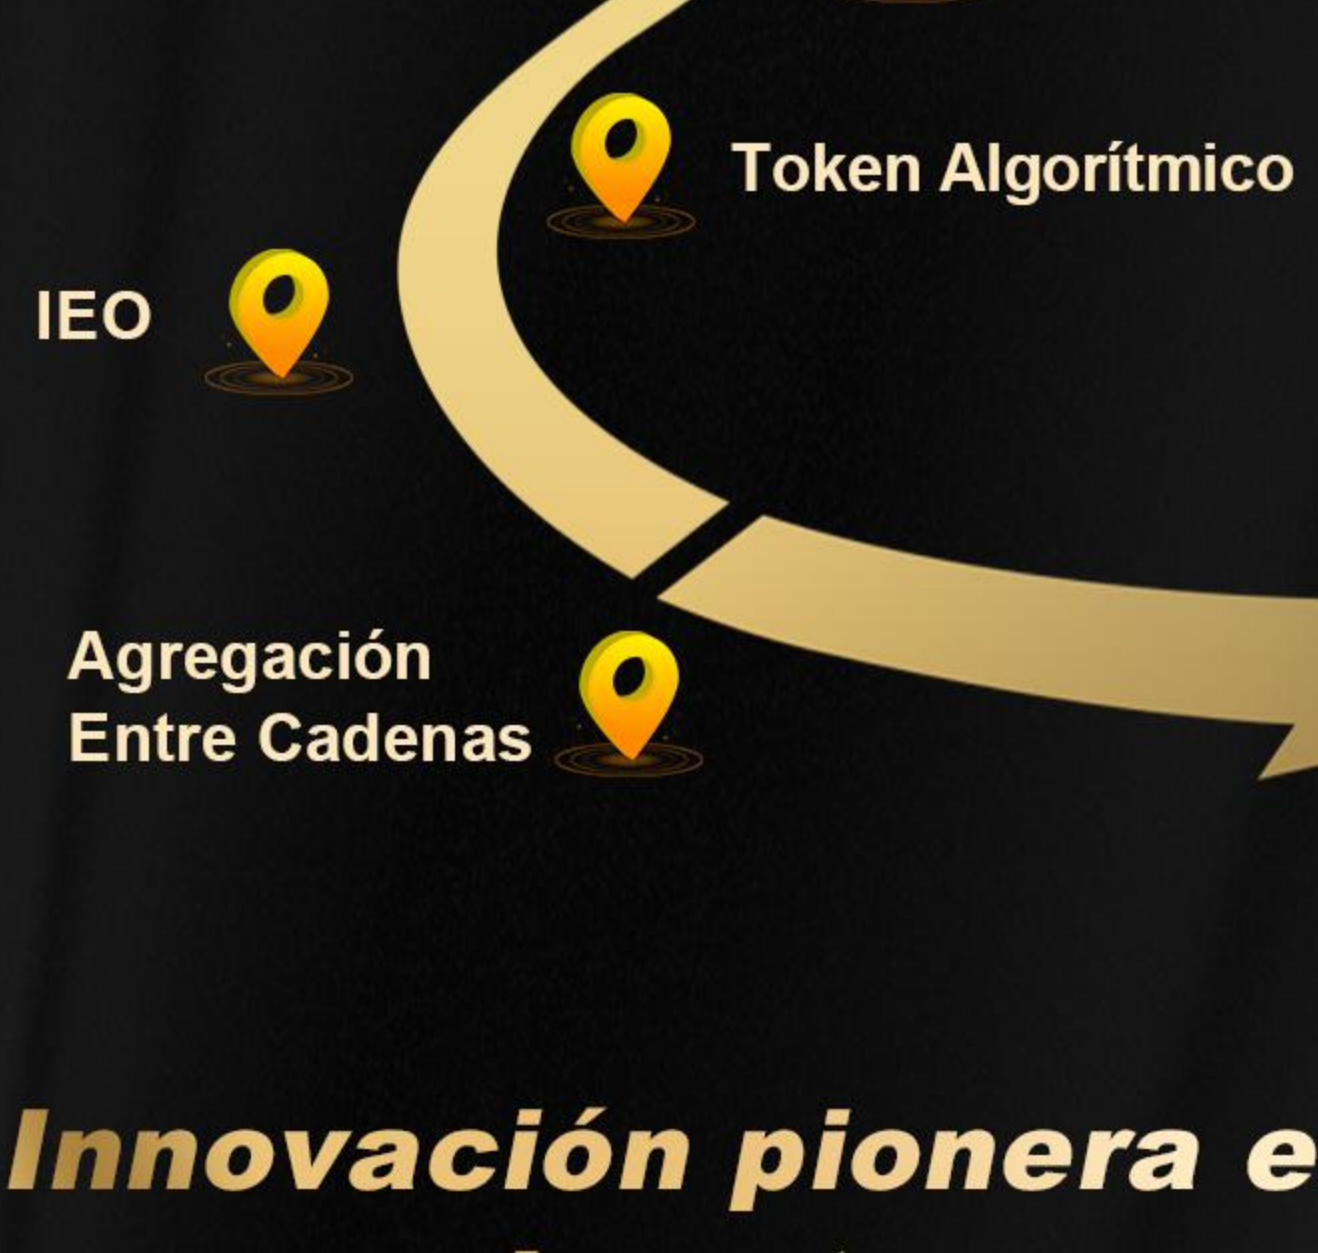 Token Algorítmico
IEO
Agregación
Entre Cadenas
Innovación pionera e